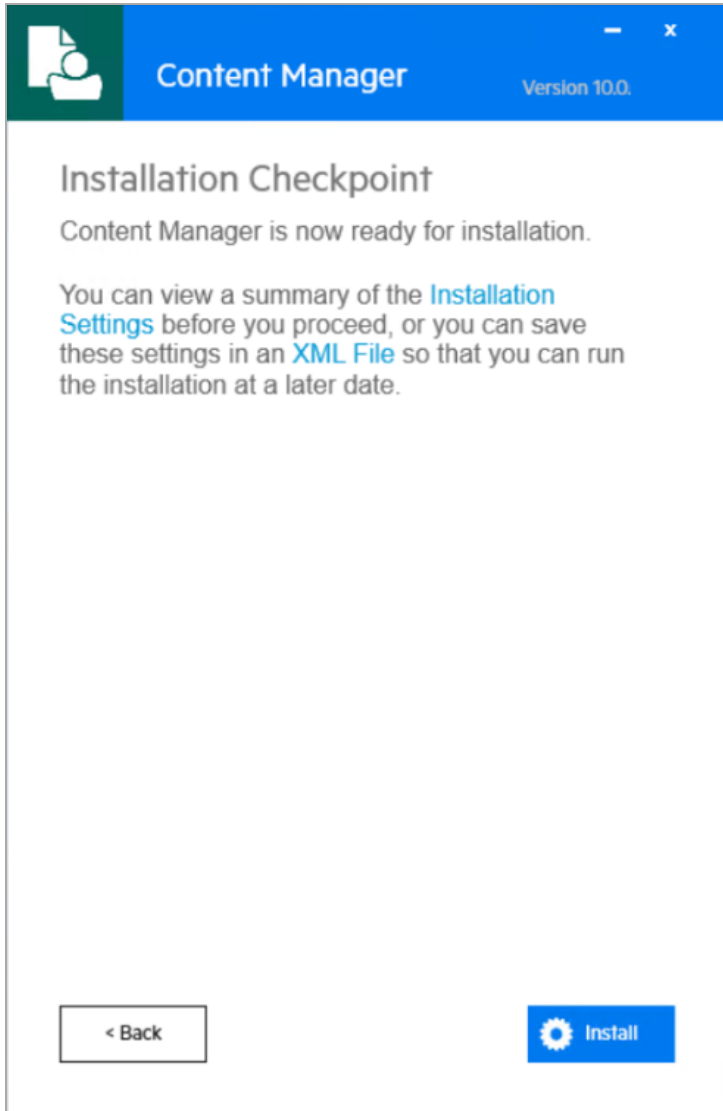 Content Manager
Version 10.0.
Installation Checkpoint
Content Manager is now ready for installation.
You can view a summary of the Installation
Settings before you proceed, or you can save
these settings in an XML File so that you can run
the installation at a later date.
< Back
Install